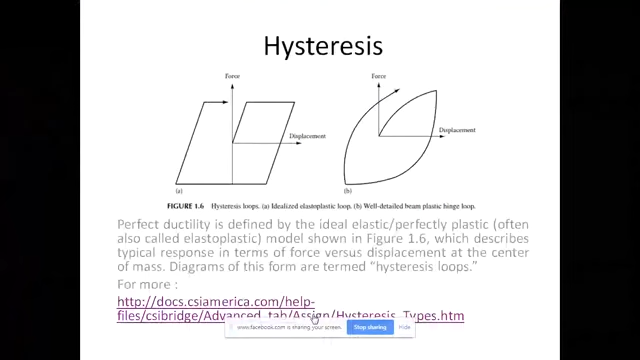 Hysteresis
Force
Force
Displacement
Displacement
(a)
(b)
FIGURE 1.6 Hysteresis loops. (a) Idealized elastoplastic loop. (b) Well-detailed beam plastic hinge loop.
Perfect ductility is defined by the ideal elastic/perfectly plastic (often
also called elastoplastic) model shown in Figure 1.6, which describes
typical response in terms of force versus displacement at the center
of mass. Diagrams of this form are termed “hysteresis loops.”
For more :
http://docs.csiamerica.com/help-
files/csibridge/Advanced_tab/Assign/Hysteresis_Types.htm
www.facebook.com is sharing your screen.
Stop sharing
Hide